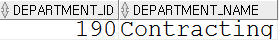 DEPARTMENT_ID DEPARTMENT_NAME
190 Contracting